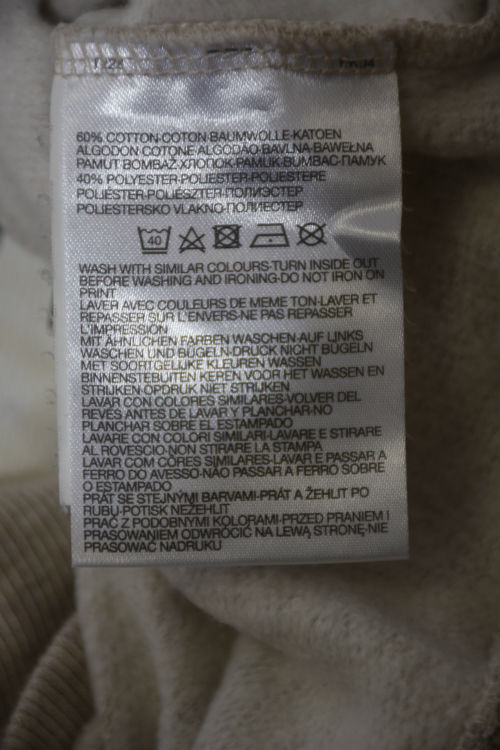 60% COTTON·COTON·BAUMWOLLE·KATOEN
ALGODON·COTONE·ALGODÃO·BAVLNA·BAWEŁNA
PAMUT·BOMBAŽ·ХЛОПОК·PAMUK·BUMBAC·ПАМУК
40% POLYESTER·POLIESTERE
POLIÉSTER·POLIESZTER·ПОЛИЭСТЕР
POLIESTERSKO VLAKNO·ПОЛИЕСТЕР
40
WASH WITH SIMILAR COLOURS·TURN INSIDE OUT
BEFORE WASHING AND IRONING·DO NOT IRON ON
PRINT
LAVER AVEC COULEURS DE MEME TON·LAVER ET
REPASSER SUR L'ENVERS·NE PAS REPASSER
L'IMPRESSION
MIT ÄHNLICHEN FARBEN WASCHEN·AUF LINKS
WASCHEN UND BÜGELN·DRUCK NICHT BÜGELN
MET SOORTGELIJKE KLEUREN WASSEN
BINNENSTEBUITEN KEREN VOOR HET WASSEN EN
STRIJKEN·OPDRUK NIET STRIJKEN
LAVAR CON COLORES SIMILARES·VOLVER DEL
REVÉS ANTES DE LAVAR Y PLANCHAR·NO
PLANCHAR SOBRE EL ESTAMPADO
LAVARE CON COLORI SIMILARI·LAVARE E STIRARE
AL ROVESCIO·NON STIRARE LA STAMPA
LAVAR COM CÔRES SIMILARES·LAVAR E PASSAR A
FERRO DO AVESSO·NÃO PASSAR A FERRO SOBRE
O ESTAMPADO
PRÁT SE STEJNÝMI BARVAMI·PRÁT A ŽEHLIT PO
RUBU·POTISK NEŽEHLIT
PRAĆ Z PODOBNYMI KOLORAMI·PRZED PRANIEM I
PRASOWANIEM ODWRÓCIĆ NA LEWĄ STRONĘ·NIE
PRASOWAĆ NADRUKU